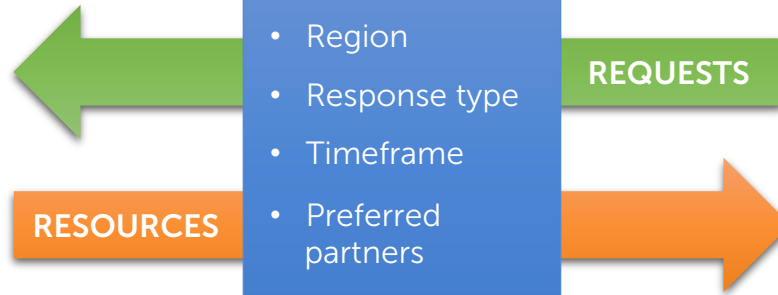 • Region
REQUESTS
• Response type
• Timeframe
RESOURCES
• Preferred
partners